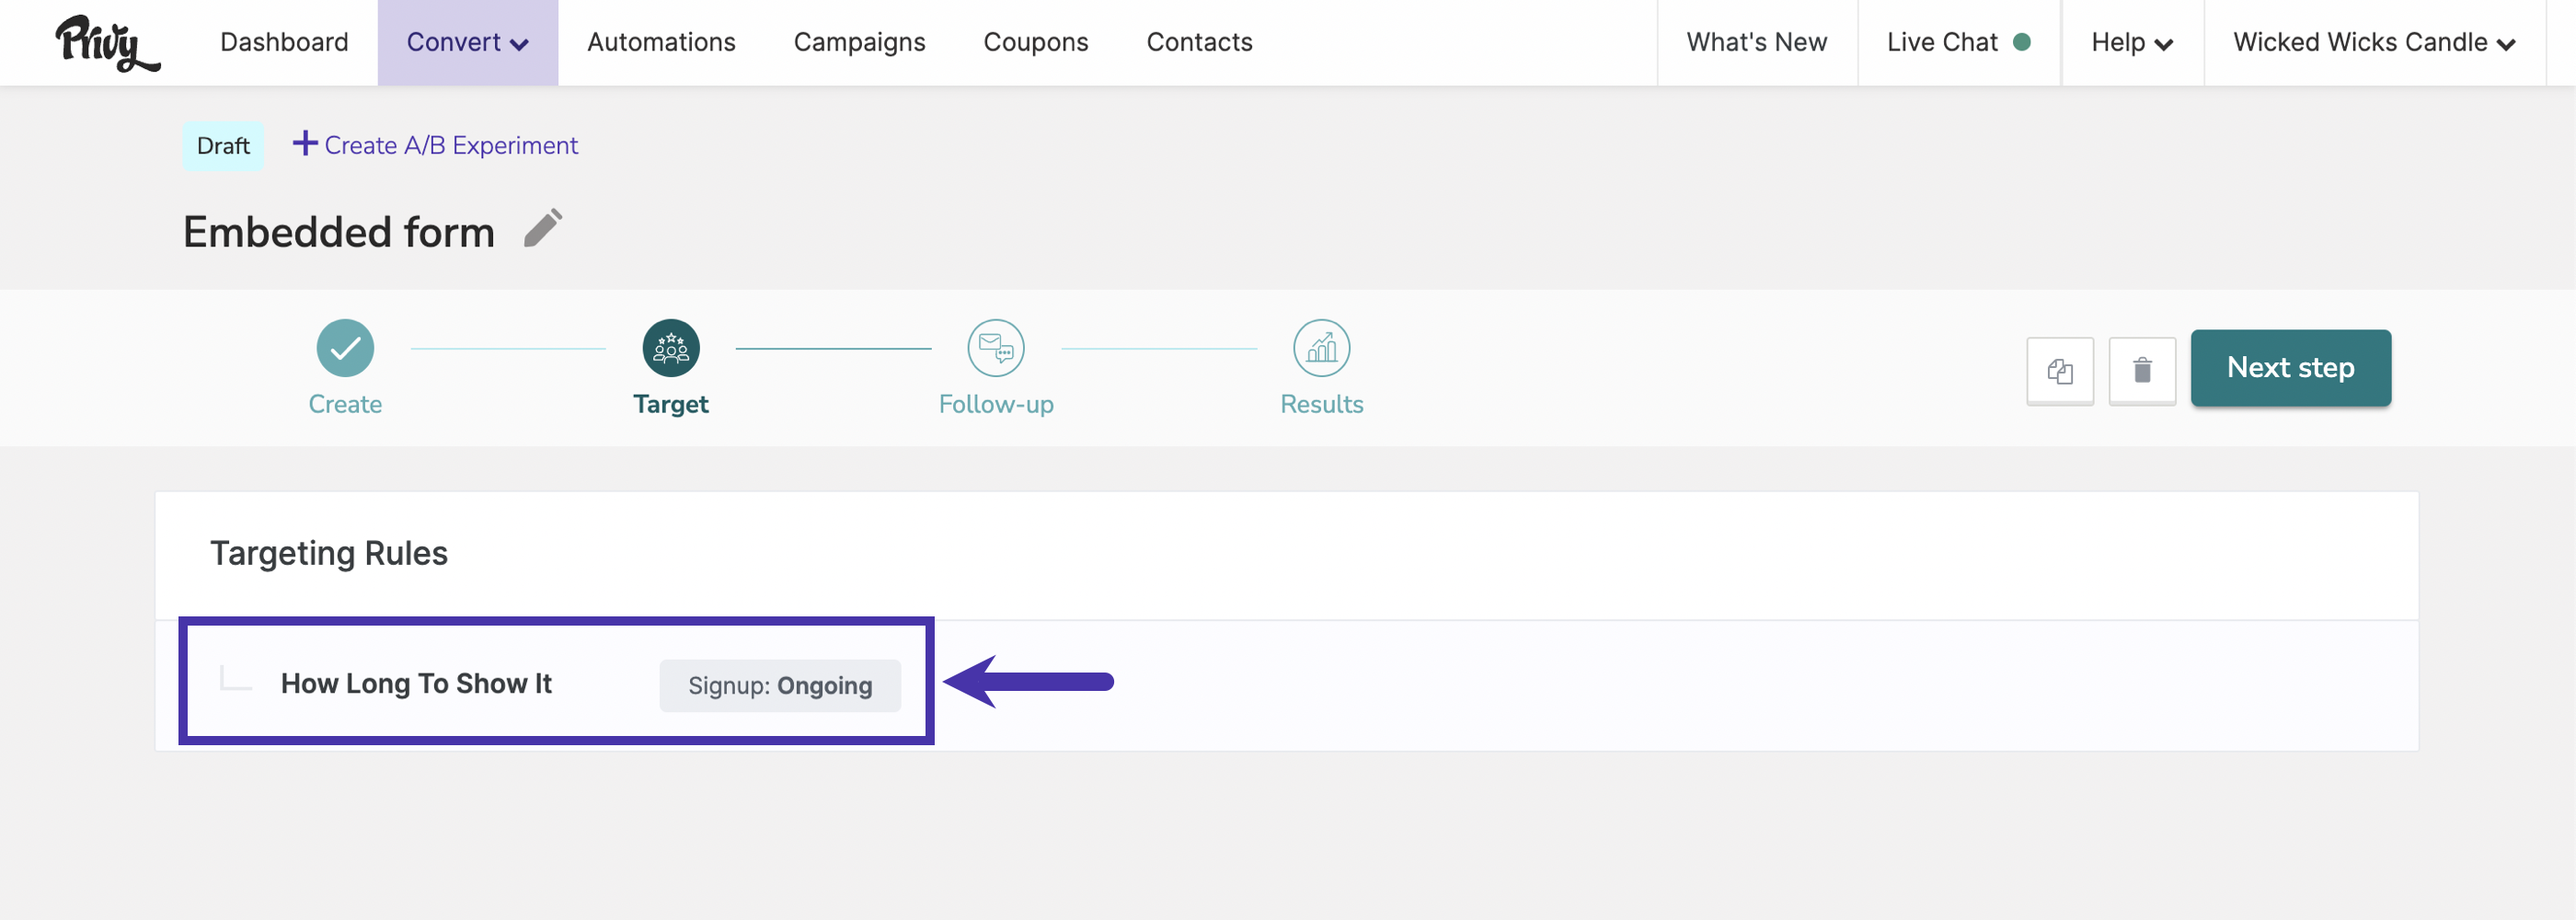 Privy Dashboard Convert Automations Campaigns Coupons Contacts What's New Live Chat Help Wicked Wicks Candle
Draft + Create A/B Experiment
Embedded form
Create Target Follow-up Results Next step
Targeting Rules
How Long To Show It Signup: Ongoing